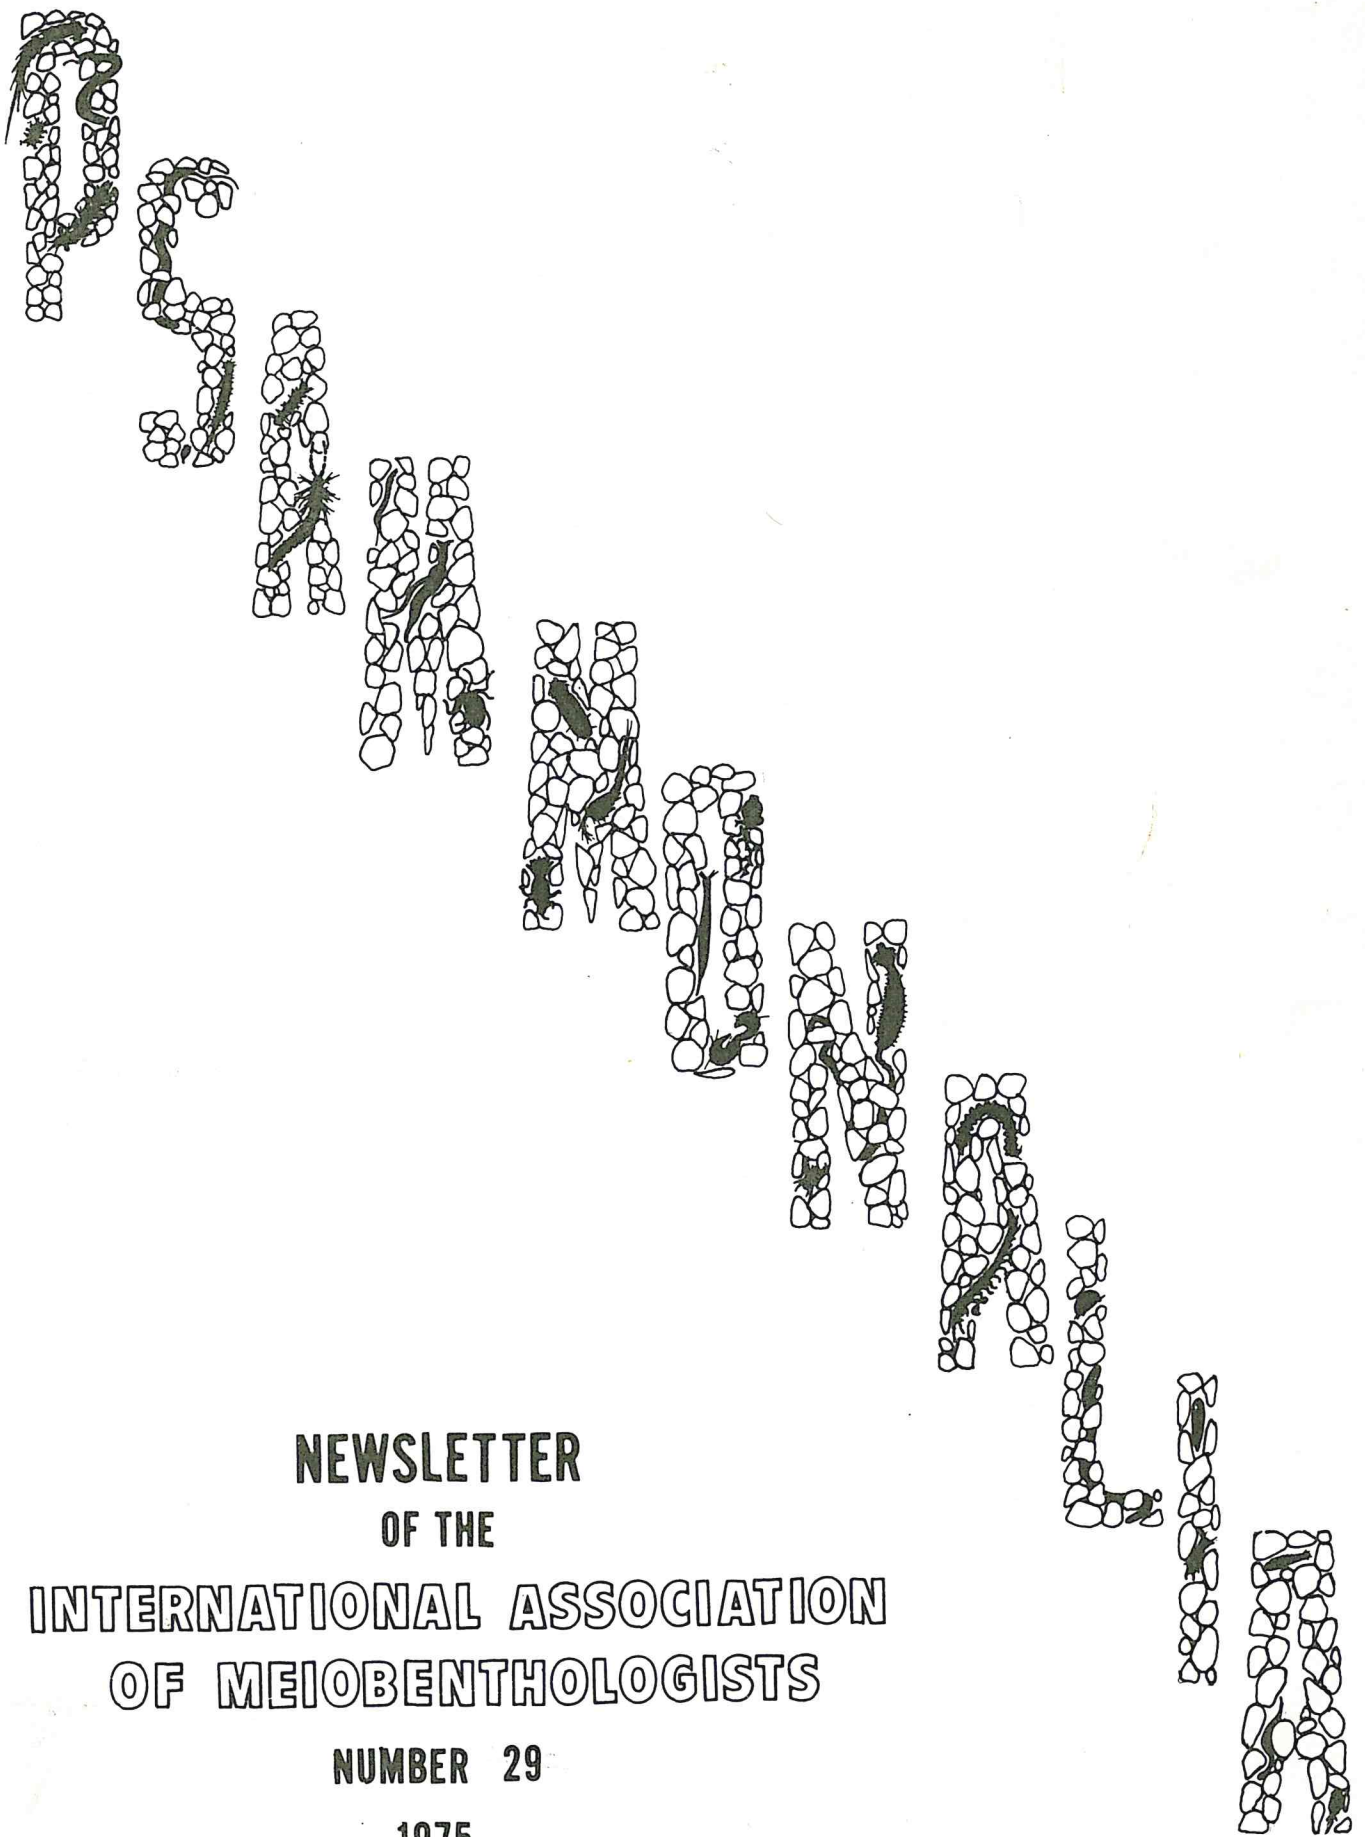 PSAMMONALIA
NEWSLETTER
OF THE
INTERNATIONAL ASSOCIATION
OF MEIOBENTHOLOGISTS
NUMBER 29
1975